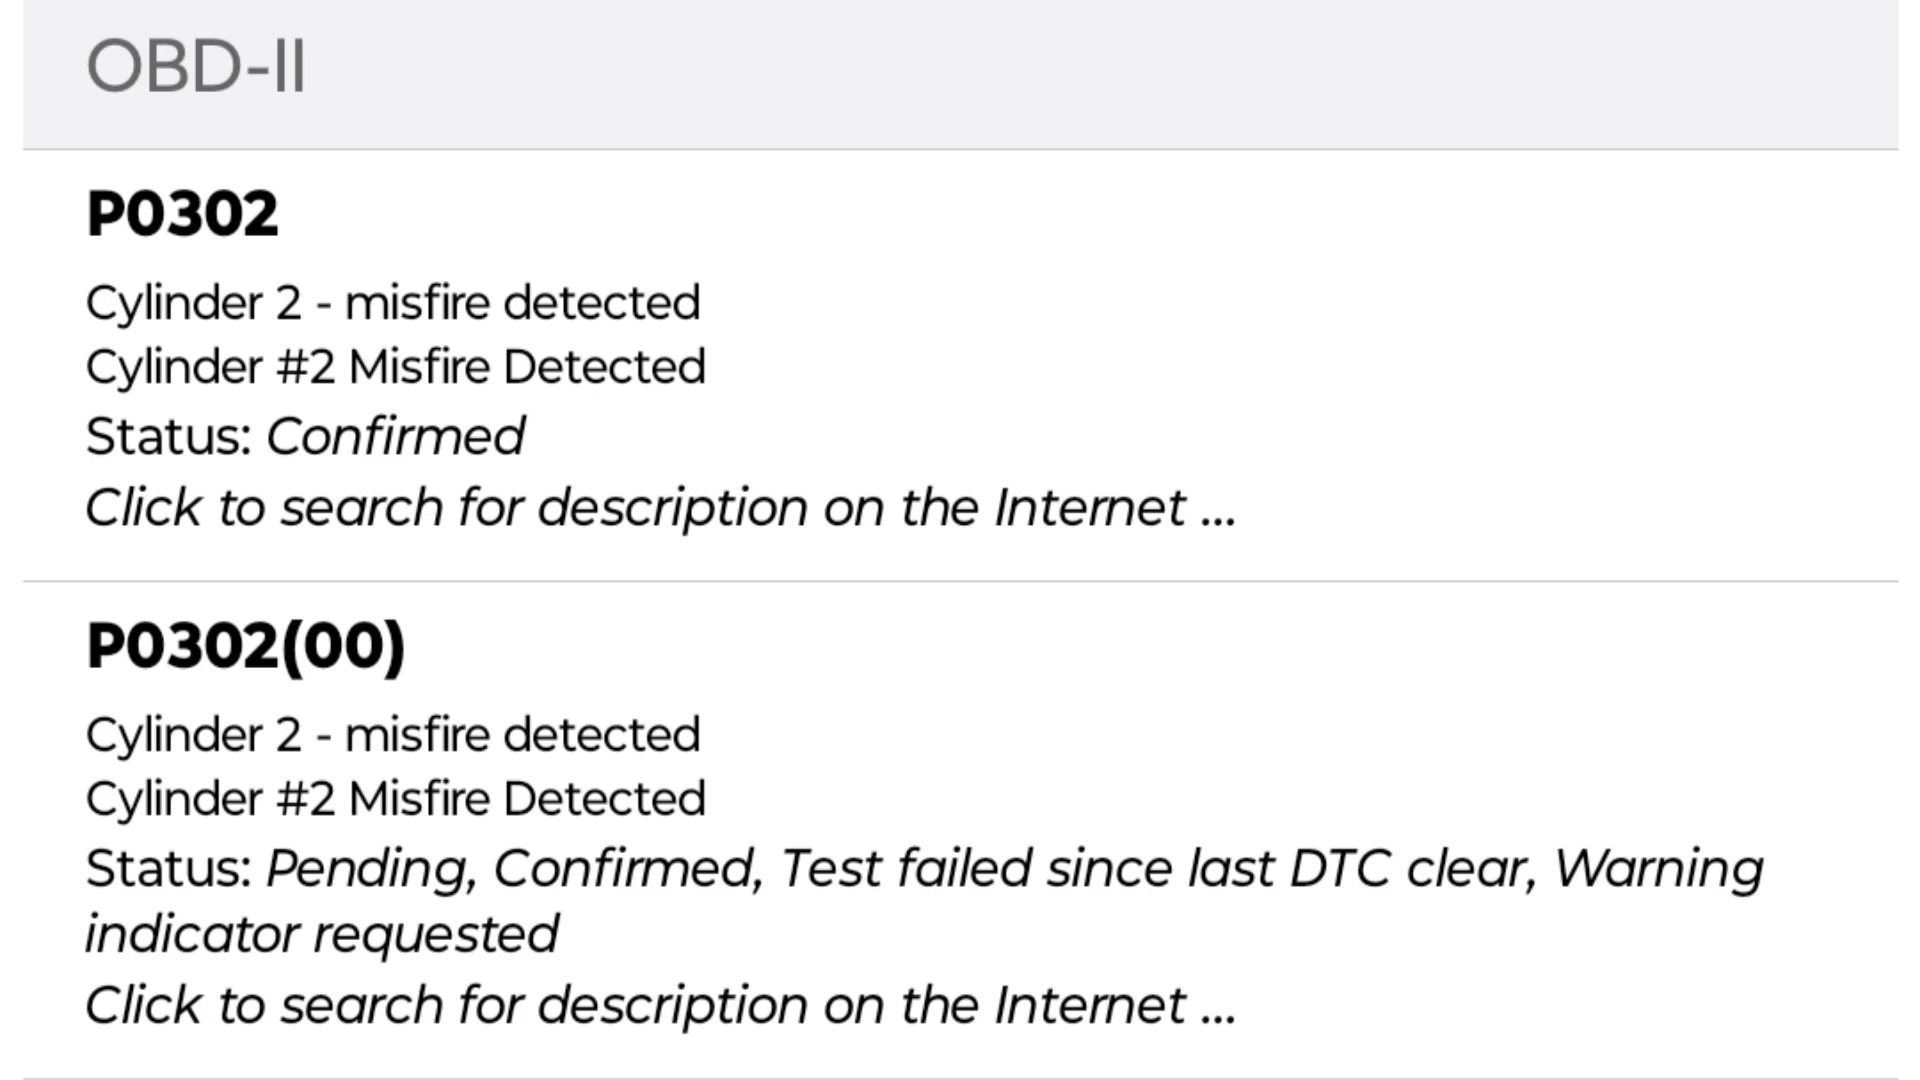 OBD-II
P0302
Cylinder 2 - misfire detected
Cylinder #2 Misfire Detected
Status: Confirmed
Click to search for description on the Internet ...
P0302(00)
Cylinder 2 - misfire detected
Cylinder #2 Misfire Detected
Status: Pending, Confirmed, Test failed since last DTC clear, Warning
indicator requested
Click to search for description on the Internet ...